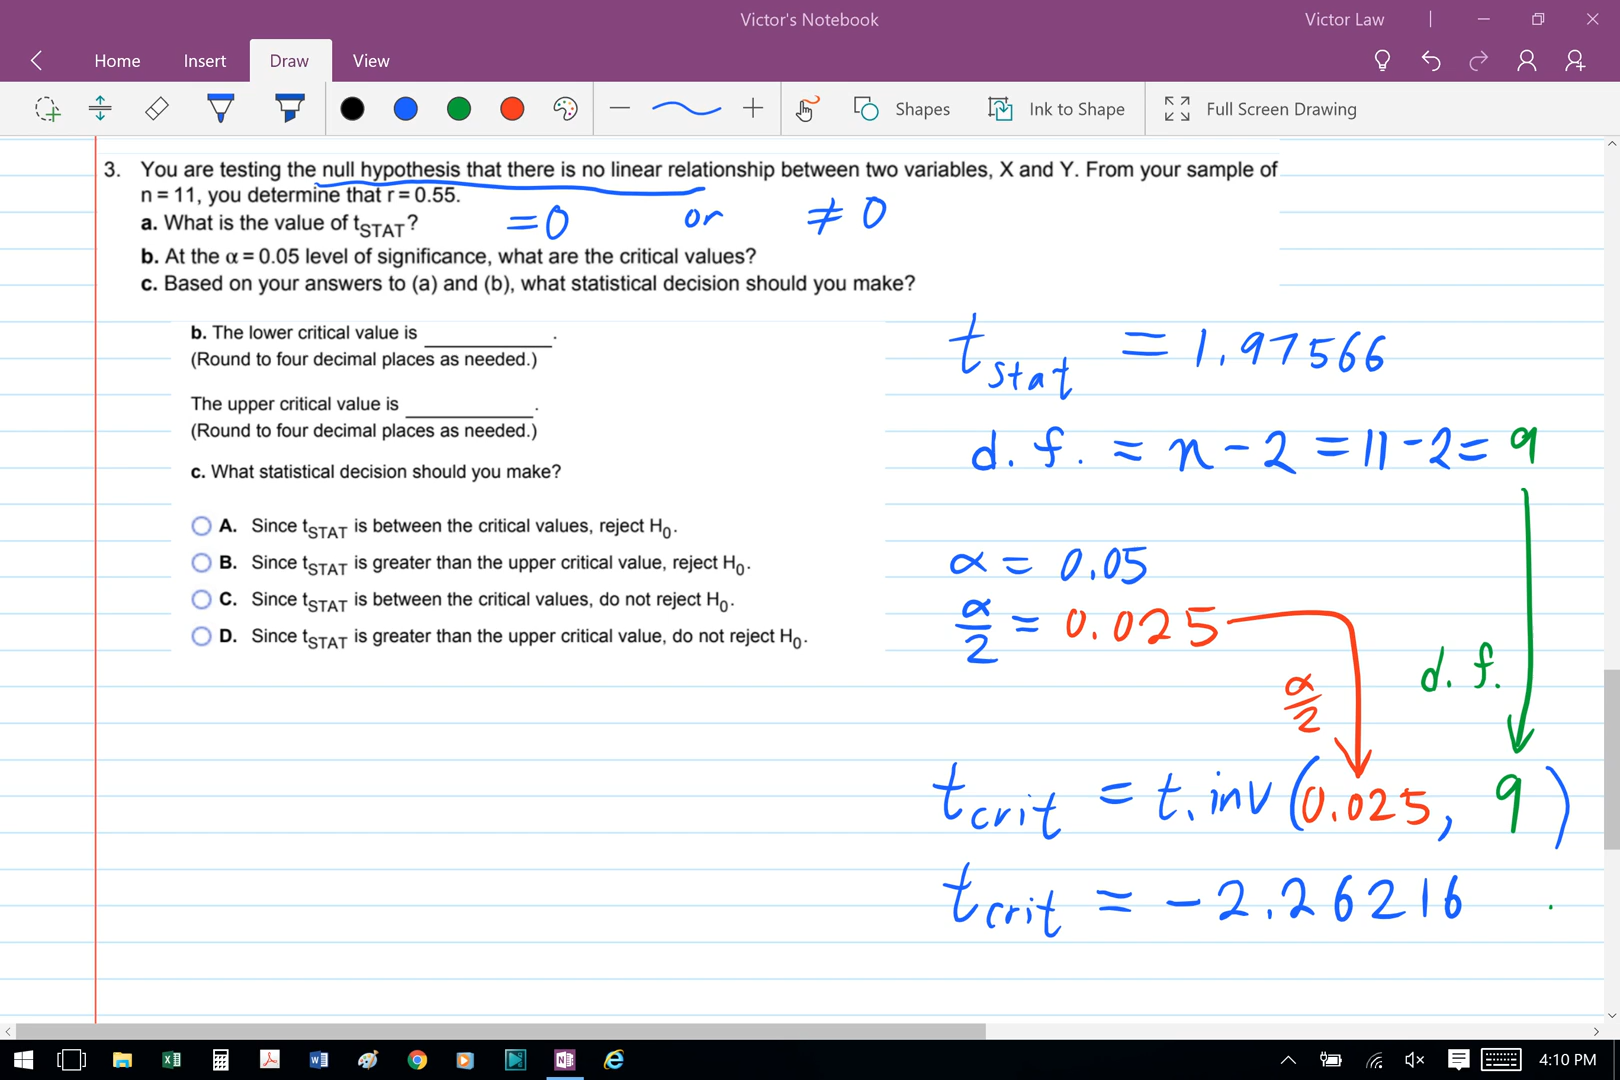 Victor's Notebook
Victor Law
Home Insert Draw View
Shapes Ink to Shape Full Screen Drawing
3. You are testing the null hypothesis that there is no linear relationship between two variables, X and Y. From your sample of
n = 11, you determine that r = 0.55.
a. What is the value of tSTAT?
= 0 or ≠ 0
b. At the α = 0.05 level of significance, what are the critical values?
c. Based on your answers to (a) and (b), what statistical decision should you make?
b. The lower critical value is ____________.
(Round to four decimal places as needed.)
The upper critical value is ____________.
(Round to four decimal places as needed.)
c. What statistical decision should you make?
A. Since tSTAT is between the critical values, reject H0.
B. Since tSTAT is greater than the upper critical value, reject H0.
C. Since tSTAT is between the critical values, do not reject H0.
D. Since tSTAT is greater than the upper critical value, do not reject H0.
tstat = 1.97566
d.f. = n - 2 = 11 - 2 = 9
α = 0.05
α/2 = 0.025
α/2
d.f.
tcrit = t.inv(0.025, 9)
tcrit = -2.26216
4:10 PM